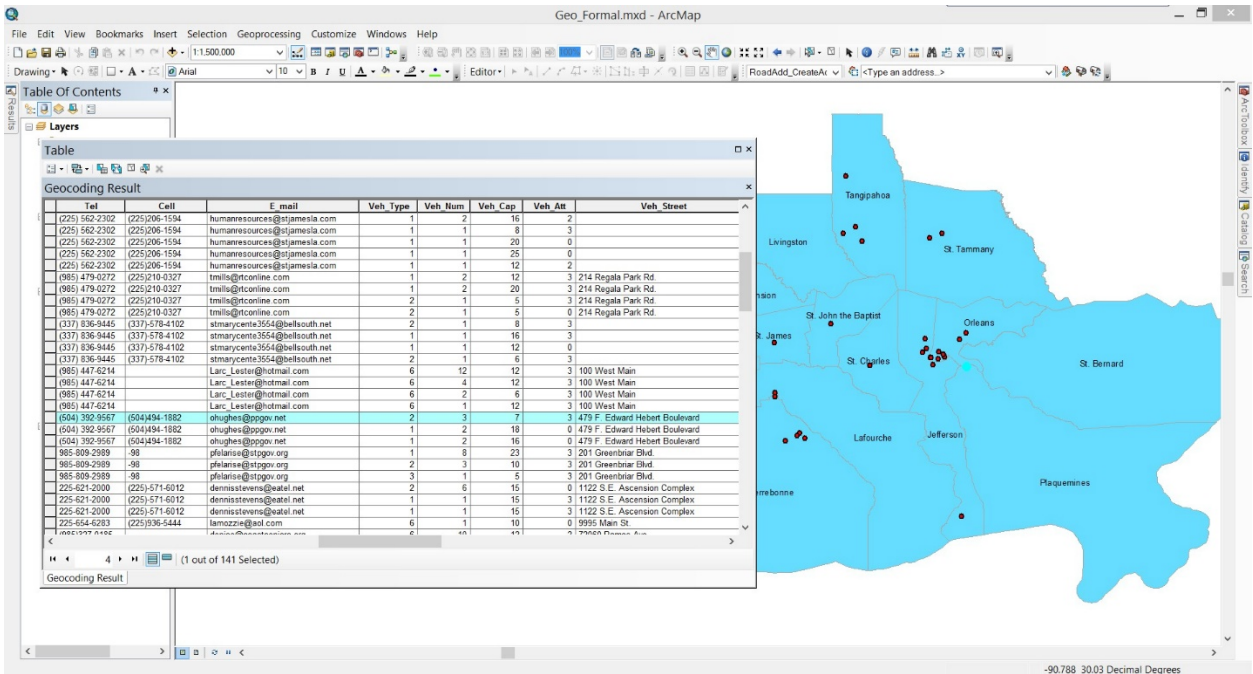 Geo_Formal.mxd - ArcMap
File Edit View Bookmarks Insert Selection Geoprocessing Customize Windows Help
1:1,500,000 100%
Drawing Arial 10 B I U A Editor RoadAdd_CreateAc <Type an address...>
Table Of Contents
Results
Layers
Table
Geocoding Result
Tel Cell E_mail Veh_Type Veh_Num Veh_Cap Veh_Att Veh_Street
(225) 562-2302 (225)206-1594 humanresources@stjamesla.com 1 2 16 2
(225) 562-2302 (225)206-1594 humanresources@stjamesla.com 1 1 8 3
(225) 562-2302 (225)206-1594 humanresources@stjamesla.com 1 1 20 0
(225) 562-2302 (225)206-1594 humanresources@stjamesla.com 1 1 25 0
(225) 562-2302 (225)206-1594 humanresources@stjamesla.com 1 1 12 2
(985) 479-0272 (225)210-0327 tmills@rtconline.com 1 2 12 3 214 Regala Park Rd.
(985) 479-0272 (225)210-0327 tmills@rtconline.com 1 2 20 3 214 Regala Park Rd.
(985) 479-0272 (225)210-0327 tmills@rtconline.com 2 1 5 3 214 Regala Park Rd.
(985) 479-0272 (225)210-0327 tmills@rtconline.com 2 1 5 0 214 Regala Park Rd.
(337) 836-9445 (337)-578-4102 stmarycente3554@bellsouth.net 2 1 8 3
(337) 836-9445 (337)-578-4102 stmarycente3554@bellsouth.net 1 1 16 3
(337) 836-9445 (337)-578-4102 stmarycente3554@bellsouth.net 1 1 12 0
(337) 836-9445 (337)-578-4102 stmarycente3554@bellsouth.net 2 1 6 3
(985) 447-6214 Larc_Lester@hotmail.com 6 12 12 3 100 West Main
(985) 447-6214 Larc_Lester@hotmail.com 6 4 12 3 100 West Main
(985) 447-6214 Larc_Lester@hotmail.com 6 2 6 3 100 West Main
(985) 447-6214 Larc_Lester@hotmail.com 6 1 12 3 100 West Main
(504) 392-9567 (504)494-1882 ohughes@ppgov.net 2 3 7 3 479 F. Edward Hebert Boulevard
(504) 392-9567 (504)494-1882 ohughes@ppgov.net 1 2 18 0 479 F. Edward Hebert Boulevard
(504) 392-9567 (504)494-1882 ohughes@ppgov.net 1 2 16 0 479 F. Edward Hebert Boulevard
985-809-2989 -98 pfelarise@stpgov.org 1 8 23 3 201 Greenbriar Blvd.
985-809-2989 -98 pfelarise@stpgov.org 2 3 10 3 201 Greenbriar Blvd.
985-809-2989 -98 pfelarise@stpgov.org 3 1 5 3 201 Greenbriar Blvd.
225-621-2000 (225)-571-6012 dennisstevens@eatel.net 2 6 15 0 1122 S.E. Ascension Complex
225-621-2000 (225)-571-6012 dennisstevens@eatel.net 1 1 15 3 1122 S.E. Ascension Complex
225-621-2000 (225)-571-6012 dennisstevens@eatel.net 1 1 15 3 1122 S.E. Ascension Complex
225-654-6283 (225)936-5444 lamozzie@aol.com 6 1 10 0 9995 Main St.
4 (1 out of 141 Selected)
Geocoding Result
Tangipahoa
Livingston
St. Tammany
nsion
St. John the Baptist
Orleans
St. James
St. Charles
St. Bernard
Lafourche
Jefferson
Plaquemines
errebonne
ArcToolbox
Identify
Catalog
Search
-90.788 30.03 Decimal Degrees